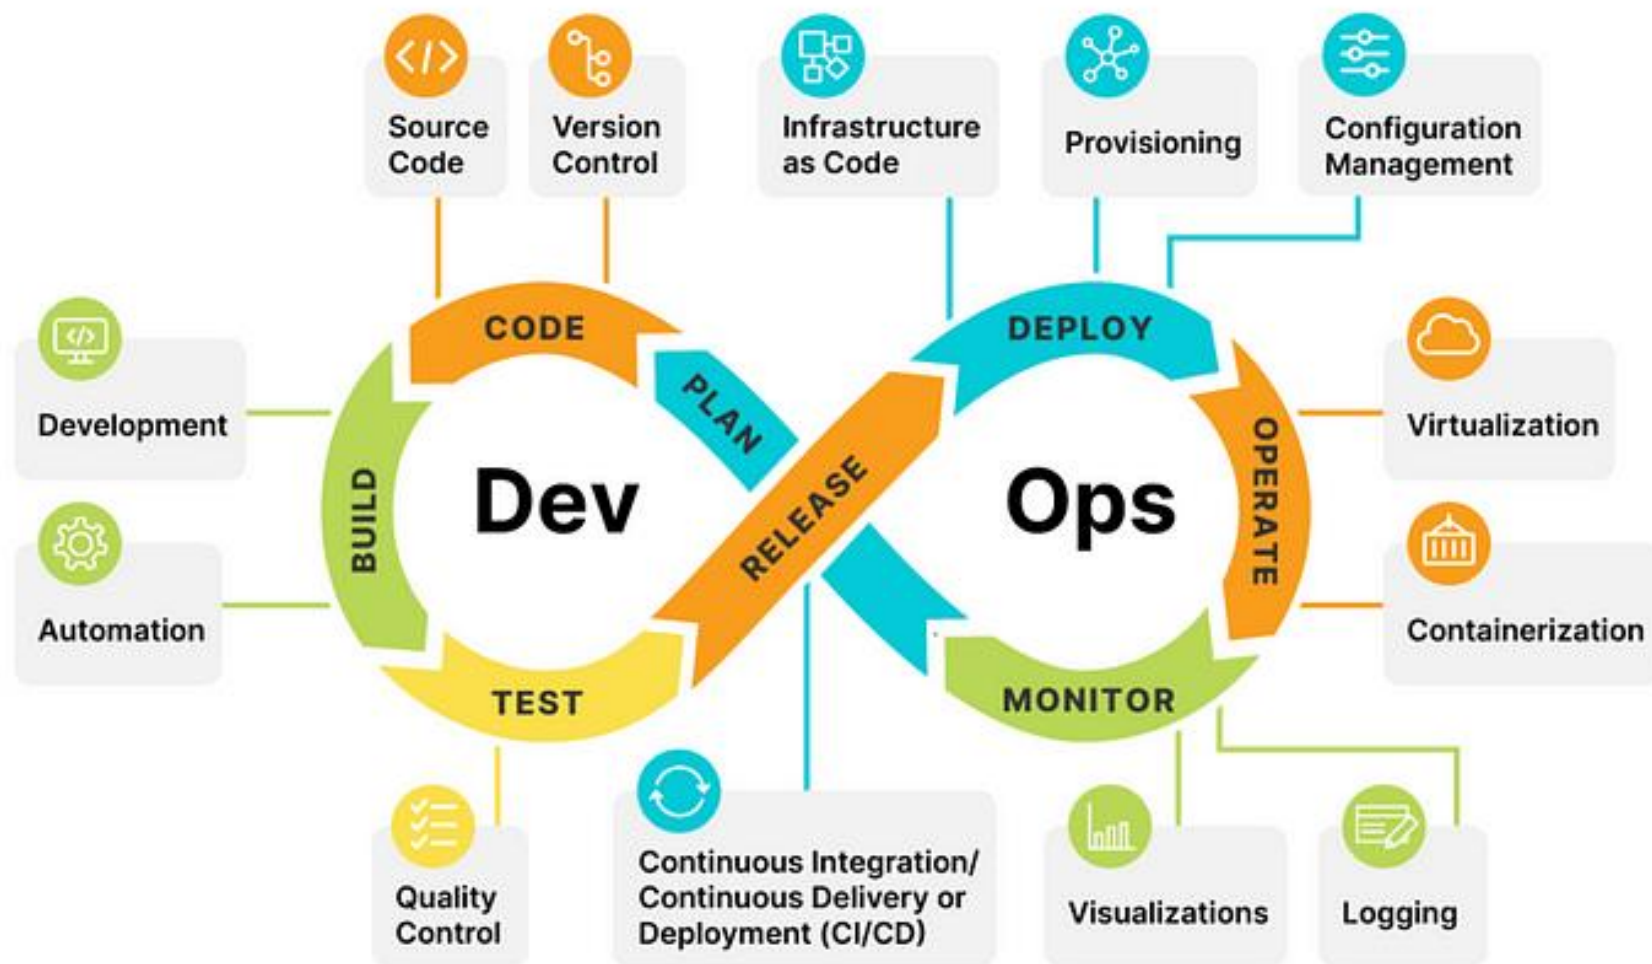 Source
Code
Version
Control
Infrastructure
as Code
Provisioning
Configuration
Management
CODE
DEPLOY
PLAN
Development
BUILD
Dev
RELEASE
Ops
OPERATE
Virtualization
Automation
Containerization
TEST
MONITOR
Quality
Control
Continuous Integration/
Continuous Delivery or
Deployment (CI/CD)
Visualizations
Logging